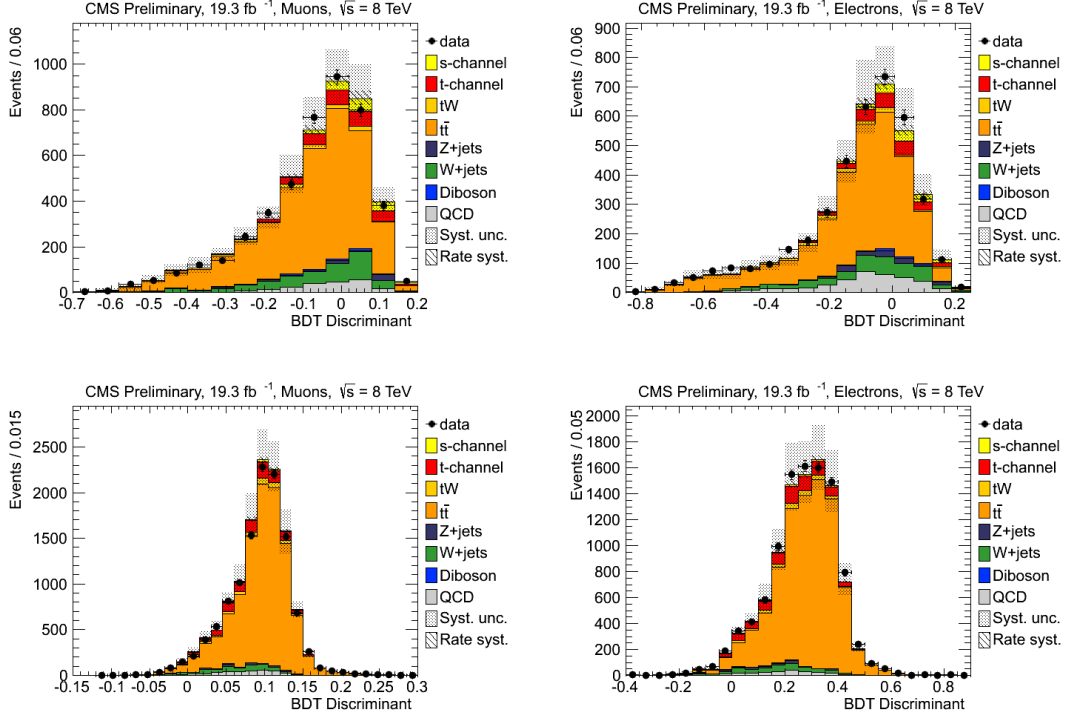 CMS Preliminary, 19.3 fb -1, Muons, √s = 8 TeV
Events / 0.06
1000
800
600
400
200
0
-0.7 -0.6 -0.5 -0.4 -0.3 -0.2 -0.1 0 0.1 0.2
BDT Discriminant
data
s-channel
t-channel
tW
tt̄
Z+jets
W+jets
Diboson
QCD
Syst. unc.
Rate syst.
CMS Preliminary, 19.3 fb -1, Electrons, √s = 8 TeV
Events / 0.06
900
800
700
600
500
400
300
200
100
0
-0.8 -0.6 -0.4 -0.2 0 0.2
BDT Discriminant
data
s-channel
t-channel
tW
tt̄
Z+jets
W+jets
Diboson
QCD
Syst. unc.
Rate syst.
CMS Preliminary, 19.3 fb -1, Muons, √s = 8 TeV
Events / 0.015
2500
2000
1500
1000
500
0
-0.15 -0.1 -0.05 0 0.05 0.1 0.15 0.2 0.25 0.3
BDT Discriminant
data
s-channel
t-channel
tW
tt̄
Z+jets
W+jets
Diboson
QCD
Syst. unc.
Rate syst.
CMS Preliminary, 19.3 fb -1, Electrons, √s = 8 TeV
Events / 0.05
2000
1800
1600
1400
1200
1000
800
600
400
200
0
-0.4 -0.2 0 0.2 0.4 0.6 0.8
BDT Discriminant
data
s-channel
t-channel
tW
tt̄
Z+jets
W+jets
Diboson
QCD
Syst. unc.
Rate syst.